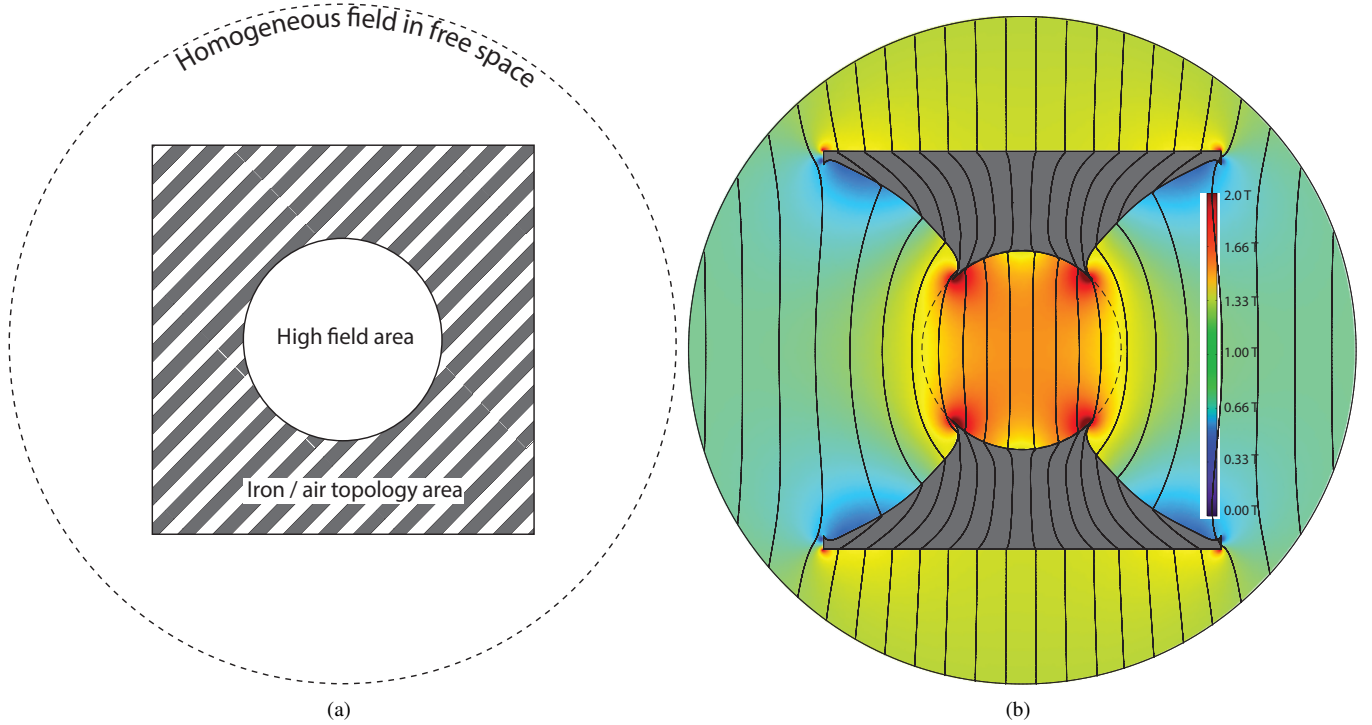 Homogeneous field in free space
High field area
Iron / air topology area
(a)
2.0 T
1.66 T
1.33 T
1.00 T
0.66 T
0.33 T
0.00 T
(b)